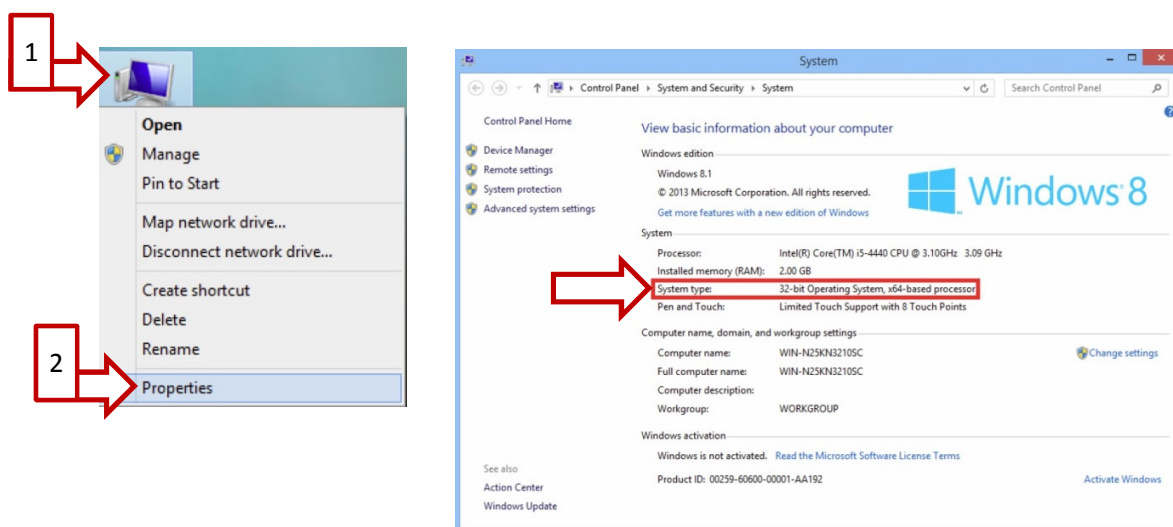 1
Open
Manage
Pin to Start
Map network drive...
Disconnect network drive...
Create shortcut
Delete
Rename
2
Properties
System
Control Panel ▸ System and Security ▸ System
Search Control Panel
Control Panel Home
Device Manager
Remote settings
System protection
Advanced system settings
See also
Action Center
Windows Update
View basic information about your computer
Windows edition
Windows 8.1
© 2013 Microsoft Corporation. All rights reserved.
Get more features with a new edition of Windows
Windows 8
System
Processor: Intel(R) Core(TM) i5-4440 CPU @ 3.10GHz 3.09 GHz
Installed memory (RAM): 2.00 GB
System type: 32-bit Operating System, x64-based processor
Pen and Touch: Limited Touch Support with 8 Touch Points
Computer name, domain, and workgroup settings
Computer name: WIN-N25KN3210SC
Change settings
Full computer name: WIN-N25KN3210SC
Computer description:
Workgroup: WORKGROUP
Windows activation
Windows is not activated. Read the Microsoft Software License Terms
Product ID: 00259-60600-00001-AA192
Activate Windows